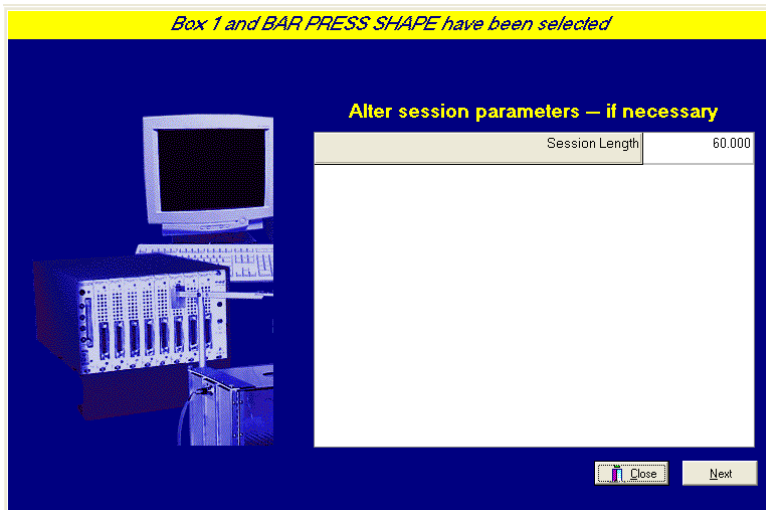 Box 1 and BAR PRESS SHAPE have been selected
Alter session parameters – if necessary
Session Length 60.000
Close Next